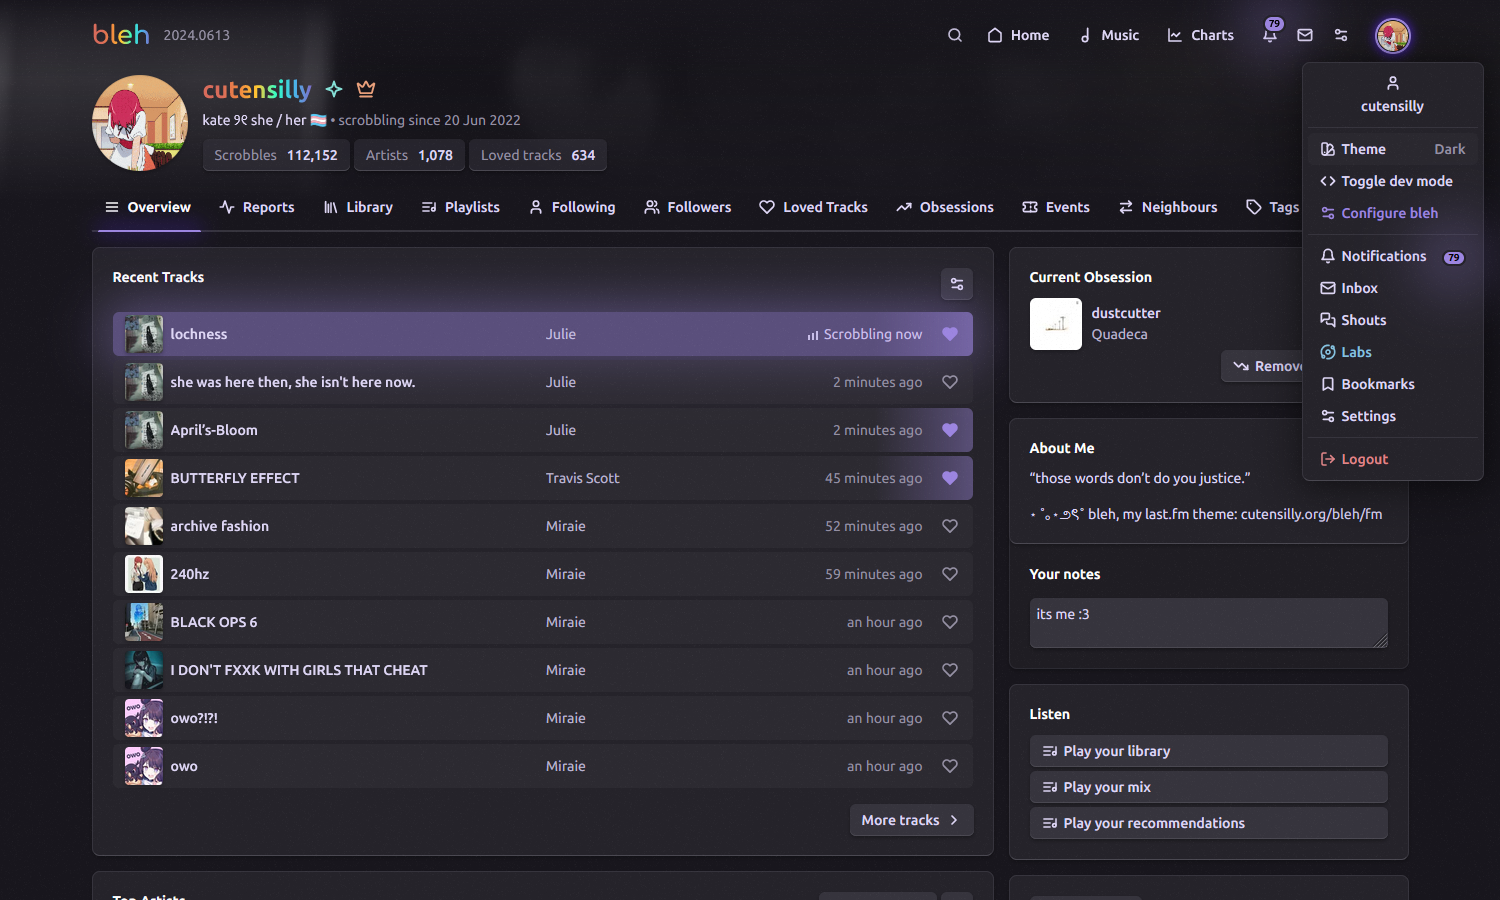 bleh 2024.0613
Home Music Charts 79
cutensilly
kate ୨୧ she / her 🏳️‍⚧️ • scrobbling since 20 Jun 2022
Scrobbles 112,152 Artists 1,078 Loved tracks 634
Overview Reports Library Playlists Following Followers Loved Tracks Obsessions Events Neighbours Tags
Recent Tracks
lochness Julie Scrobbling now
she was here then, she isn't here now. Julie 2 minutes ago
April’s-Bloom Julie 2 minutes ago
BUTTERFLY EFFECT Travis Scott 45 minutes ago
archive fashion Miraie 52 minutes ago
240hz Miraie 59 minutes ago
BLACK OPS 6 Miraie an hour ago
I DON'T FXXK WITH GIRLS THAT CHEAT Miraie an hour ago
owo?!?! Miraie an hour ago
owo Miraie an hour ago
More tracks
Current Obsession
dustcutter
Quadeca
Remove
About Me
“those words don’t do you justice.”
bleh, my last.fm theme: cutensilly.org/bleh/fm
Your notes
its me :3
Listen
Play your library
Play your mix
Play your recommendations
cutensilly
Theme Dark
Toggle dev mode
Configure bleh
Notifications 79
Inbox
Shouts
Labs
Bookmarks
Settings
Logout
Top Artists